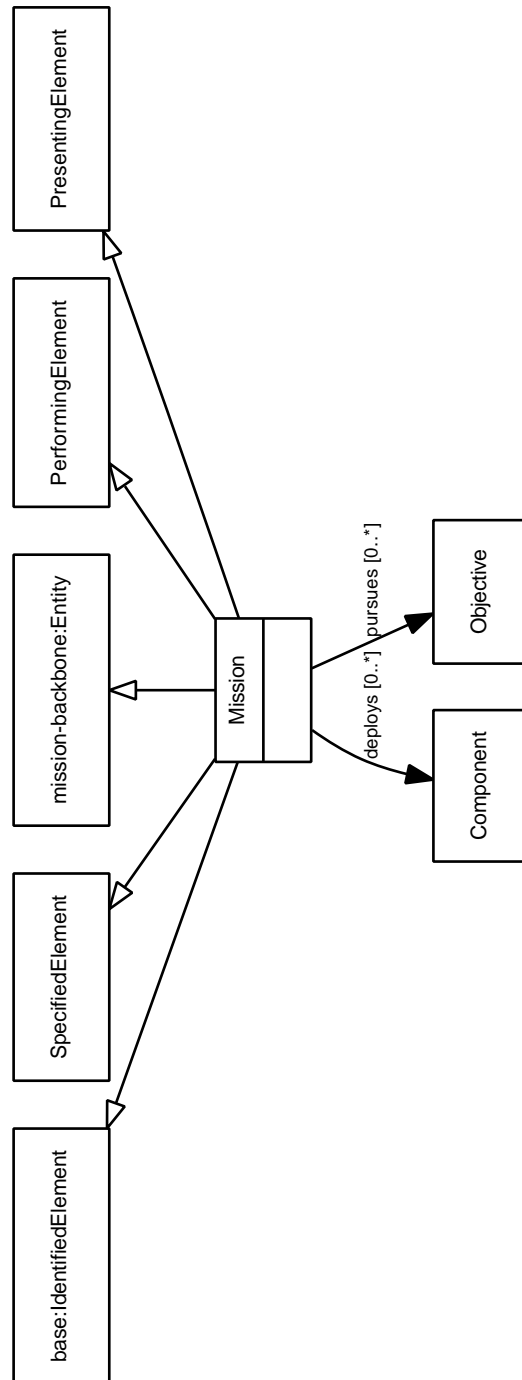 base:IdentifiedElement
SpecifiedElement
mission-backbone:Entity
PerformingElement
PresentingElement
Mission
deploys [0..*]
pursues [0..*]
Component
Objective